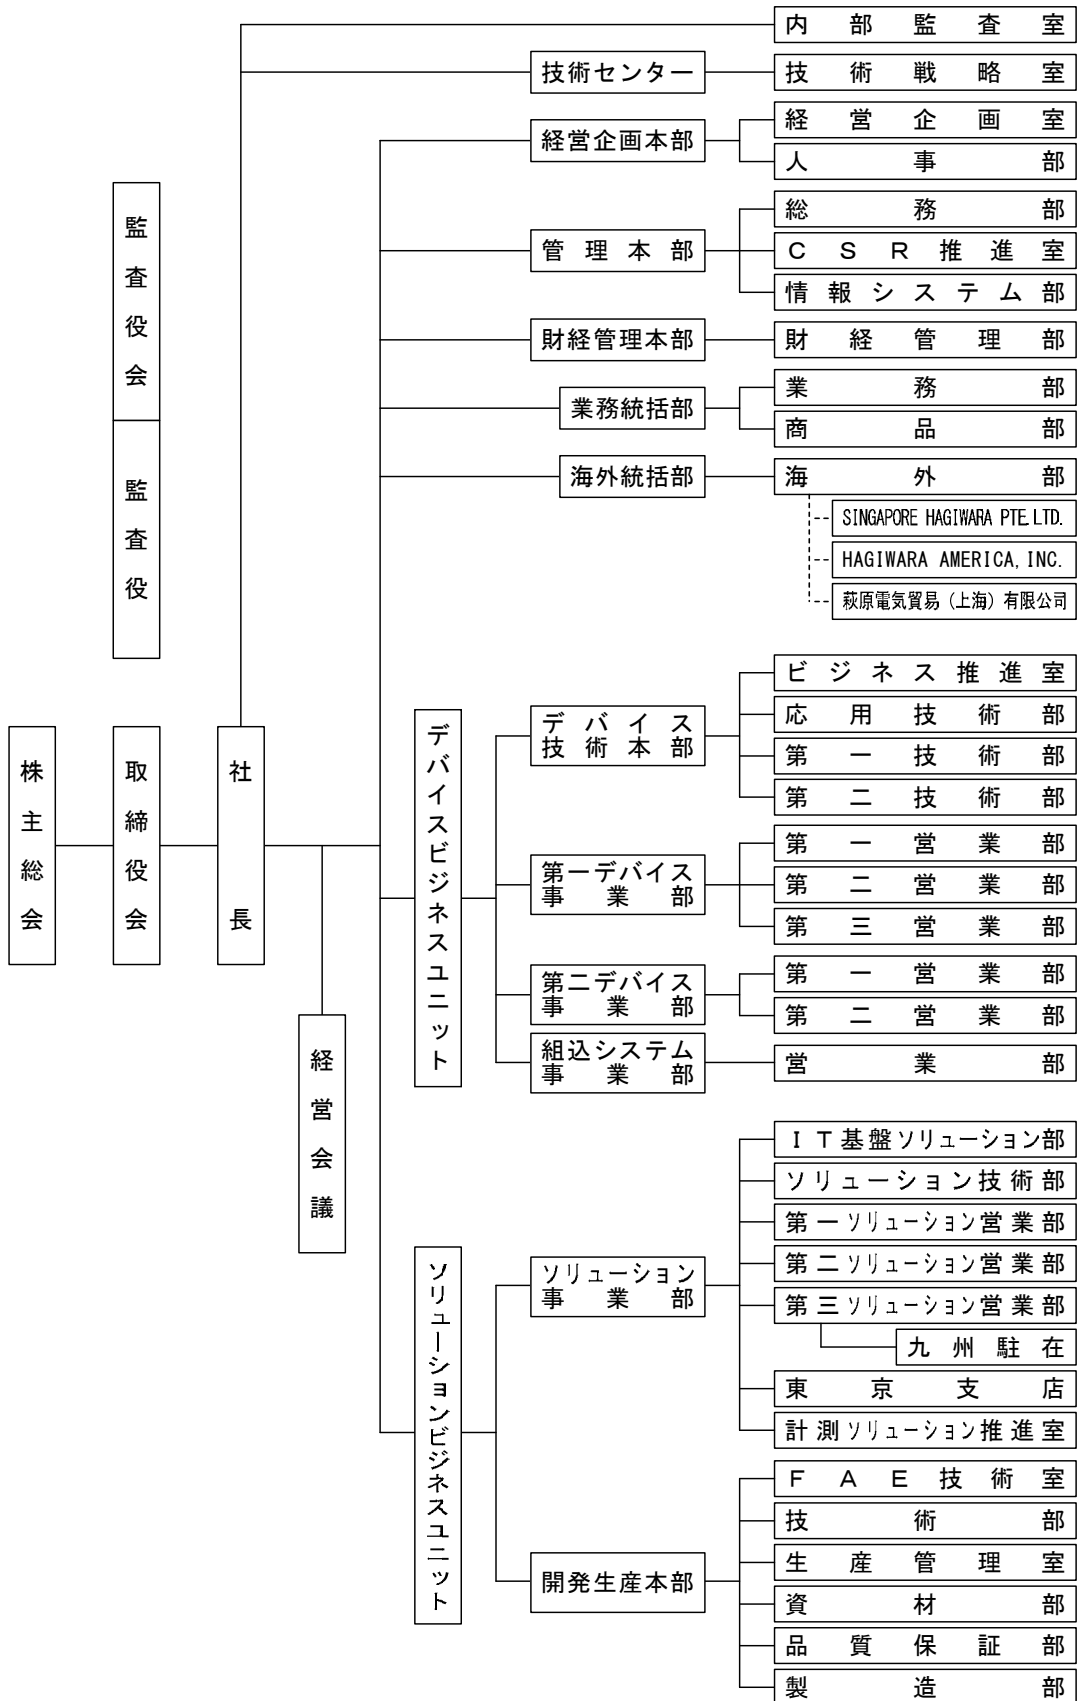 内部監査室
技術センター
技術戦略室
経営企画本部
経営企画室
人事部
管理本部
総務部
CSR推進室
情報システム部
財経管理本部
財経管理部
業務統括部
業務部
商品部
海外統括部
海外部
SINGAPORE HAGIWARA PTE.LTD.
HAGIWARA AMERICA, INC.
萩原電気貿易（上海）有限公司
監査役会
監査役
株主総会
取締役会
社長
経営会議
デバイスビジネスユニット
デバイス
技術本部
ビジネス推進室
応用技術部
第一技術部
第二技術部
第一デバイス
事業部
第一営業部
第二営業部
第三営業部
第二デバイス
事業部
第一営業部
第二営業部
組込システム
事業部
営業部
ソリューションビジネスユニット
ソリューション
事業部
IT基盤ソリューション部
ソリューション技術部
第一ソリューション営業部
第二ソリューション営業部
第三ソリューション営業部
九州駐在
東京支店
計測ソリューション推進室
開発生産本部
FAE技術室
技術部
生産管理室
資材部
品質保証部
製造部